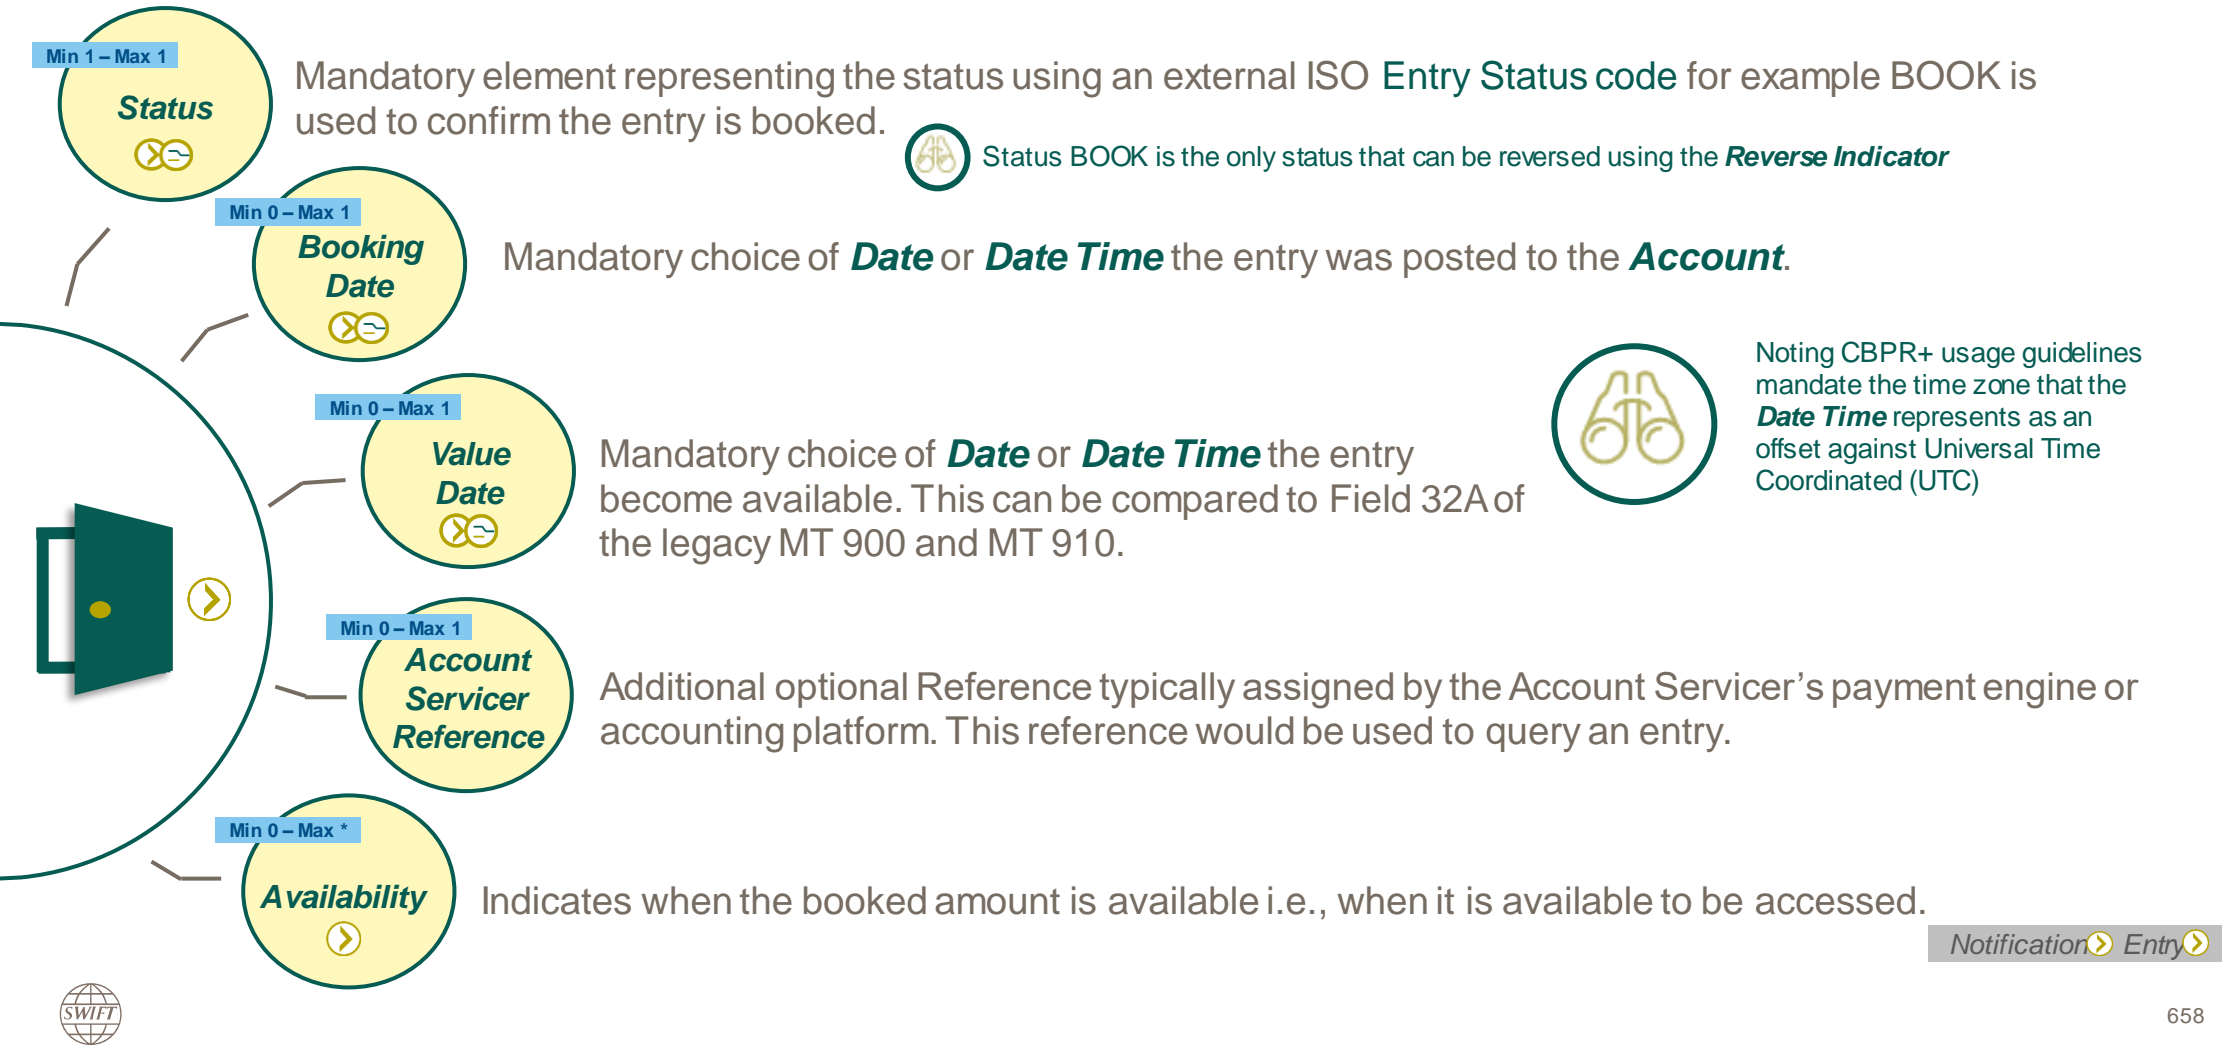 Min 1 – Max 1
Status
Mandatory element representing the status using an external ISO Entry Status code for example BOOK is
used to confirm the entry is booked.
Status BOOK is the only status that can be reversed using the Reverse Indicator
Min 0 – Max 1
Booking
Date
Mandatory choice of Date or Date Time the entry was posted to the Account.
Noting CBPR+ usage guidelines
mandate the time zone that the
Date Time represents as an
offset against Universal Time
Coordinated (UTC)
Min 0 – Max 1
Value
Date
Mandatory choice of Date or Date Time the entry
become available. This can be compared to Field 32A of
the legacy MT 900 and MT 910.
Min 0 – Max 1
Account
Servicer
Reference
Additional optional Reference typically assigned by the Account Servicer’s payment engine or
accounting platform. This reference would be used to query an entry.
Min 0 – Max *
Availability
Indicates when the booked amount is available i.e., when it is available to be accessed.
Notification Entry
SWIFT
658